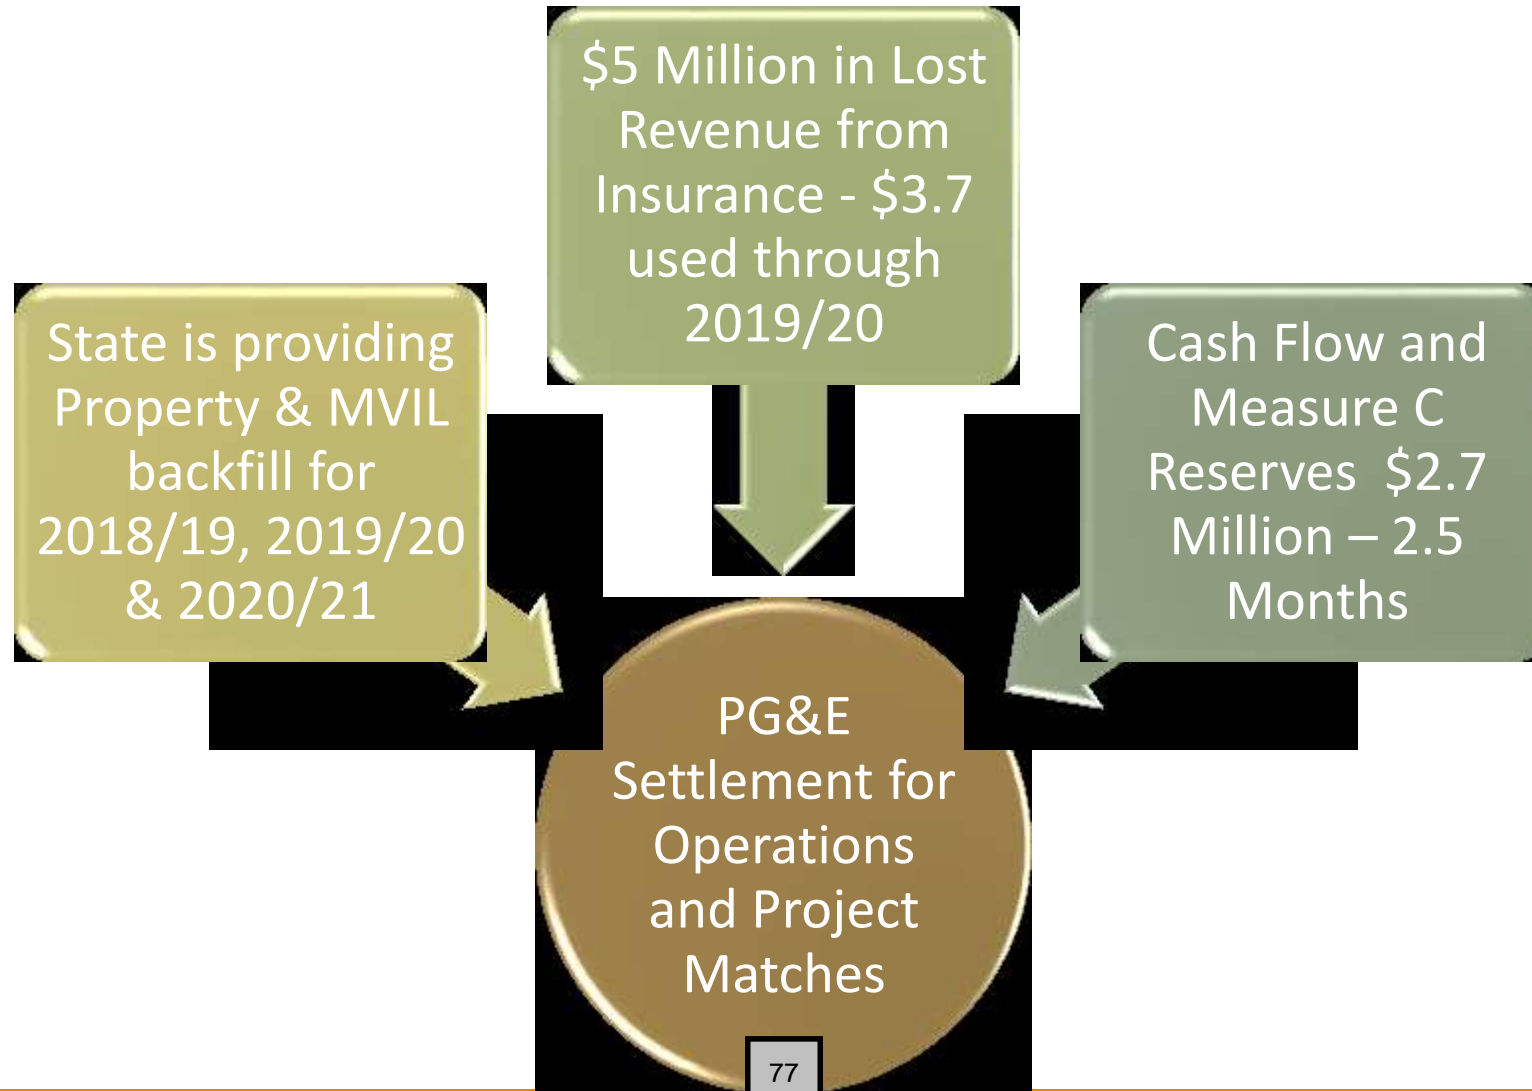 $5 Million in Lost
Revenue from
Insurance - $3.7
used through
2019/20
State is providing
Property & MVIL
backfill for
2018/19, 2019/20
& 2020/21
Cash Flow and
Measure C
Reserves  $2.7
Million – 2.5
Months
PG&E
Settlement for
Operations
and Project
Matches
77